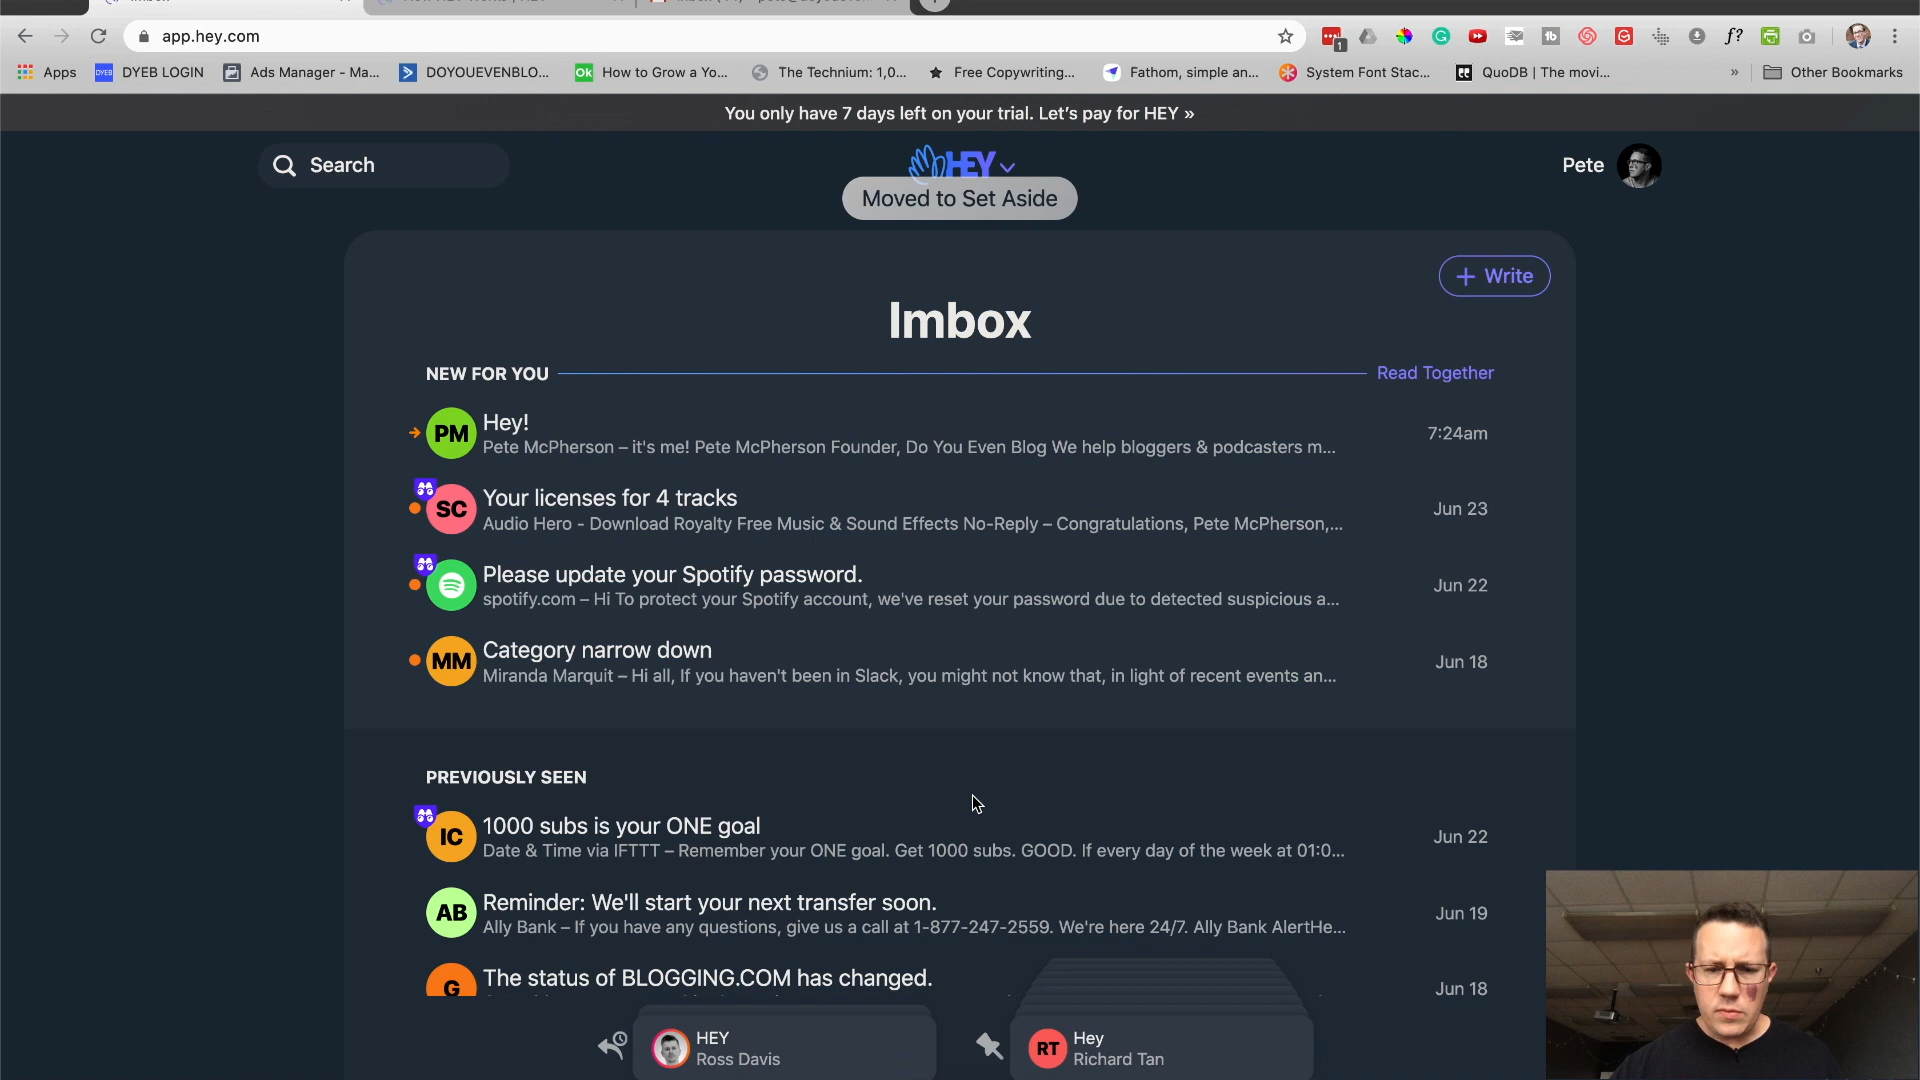 app.hey.com
1
Apps
DYEB DYEB LOGIN
Ads Manager - Ma...
DOYOUEVENBLO...
Ok How to Grow a Yo...
The Technium: 1,0...
Free Copywriting...
Fathom, simple an...
System Font Stac...
QuoDB | The movi...
»
Other Bookmarks
You only have 7 days left on your trial. Let’s pay for HEY »
Search
HEY
Pete
Moved to Set Aside
+ Write
Imbox
NEW FOR YOU
Read Together
PM
Hey!
Pete McPherson – it's me! Pete McPherson Founder, Do You Even Blog We help bloggers & podcasters m...
7:24am
SC
Your licenses for 4 tracks
Audio Hero - Download Royalty Free Music & Sound Effects No-Reply – Congratulations, Pete McPherson,...
Jun 23
Please update your Spotify password.
spotify.com – Hi To protect your Spotify account, we've reset your password due to detected suspicious a...
Jun 22
MM
Category narrow down
Miranda Marquit – Hi all, If you haven't been in Slack, you might not know that, in light of recent events an...
Jun 18
PREVIOUSLY SEEN
IC
1000 subs is your ONE goal
Date & Time via IFTTT – Remember your ONE goal. Get 1000 subs. GOOD. If every day of the week at 01:0...
Jun 22
AB
Reminder: We'll start your next transfer soon.
Ally Bank – If you have any questions, give us a call at 1-877-247-2559. We're here 24/7. Ally Bank AlertHe...
Jun 19
G
The status of BLOGGING.COM has changed.
Jun 18
HEY
Ross Davis
RT
Hey
Richard Tan